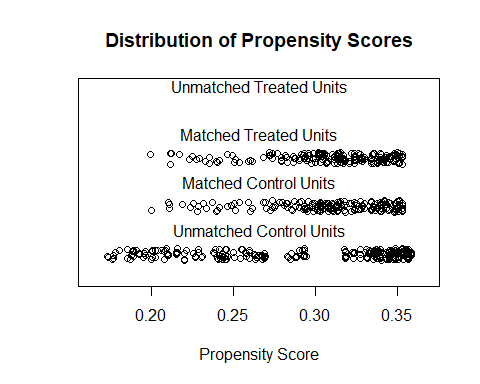 Distribution of Propensity Scores
Unmatched Treated Units
Matched Treated Units
Matched Control Units
Unmatched Control Units
0.20 0.25 0.30 0.35
Propensity Score